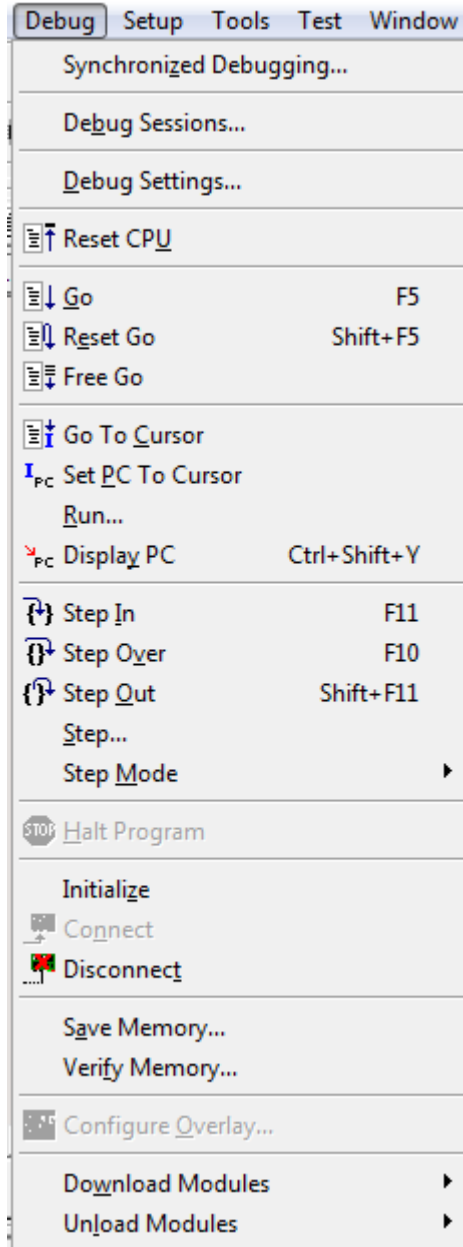 Debug Setup Tools Test Window
Synchronized Debugging...
Debug Sessions...
Debug Settings...
Reset CPU
Go F5
Reset Go Shift+F5
Free Go
Go To Cursor
PC Set PC To Cursor
Run...
PC Display PC Ctrl+Shift+Y
Step In F11
Step Over F10
Step Out Shift+F11
Step...
Step Mode
STOP Halt Program
Initialize
Connect
Disconnect
Save Memory...
Verify Memory...
Configure Overlay...
Download Modules
Unload Modules